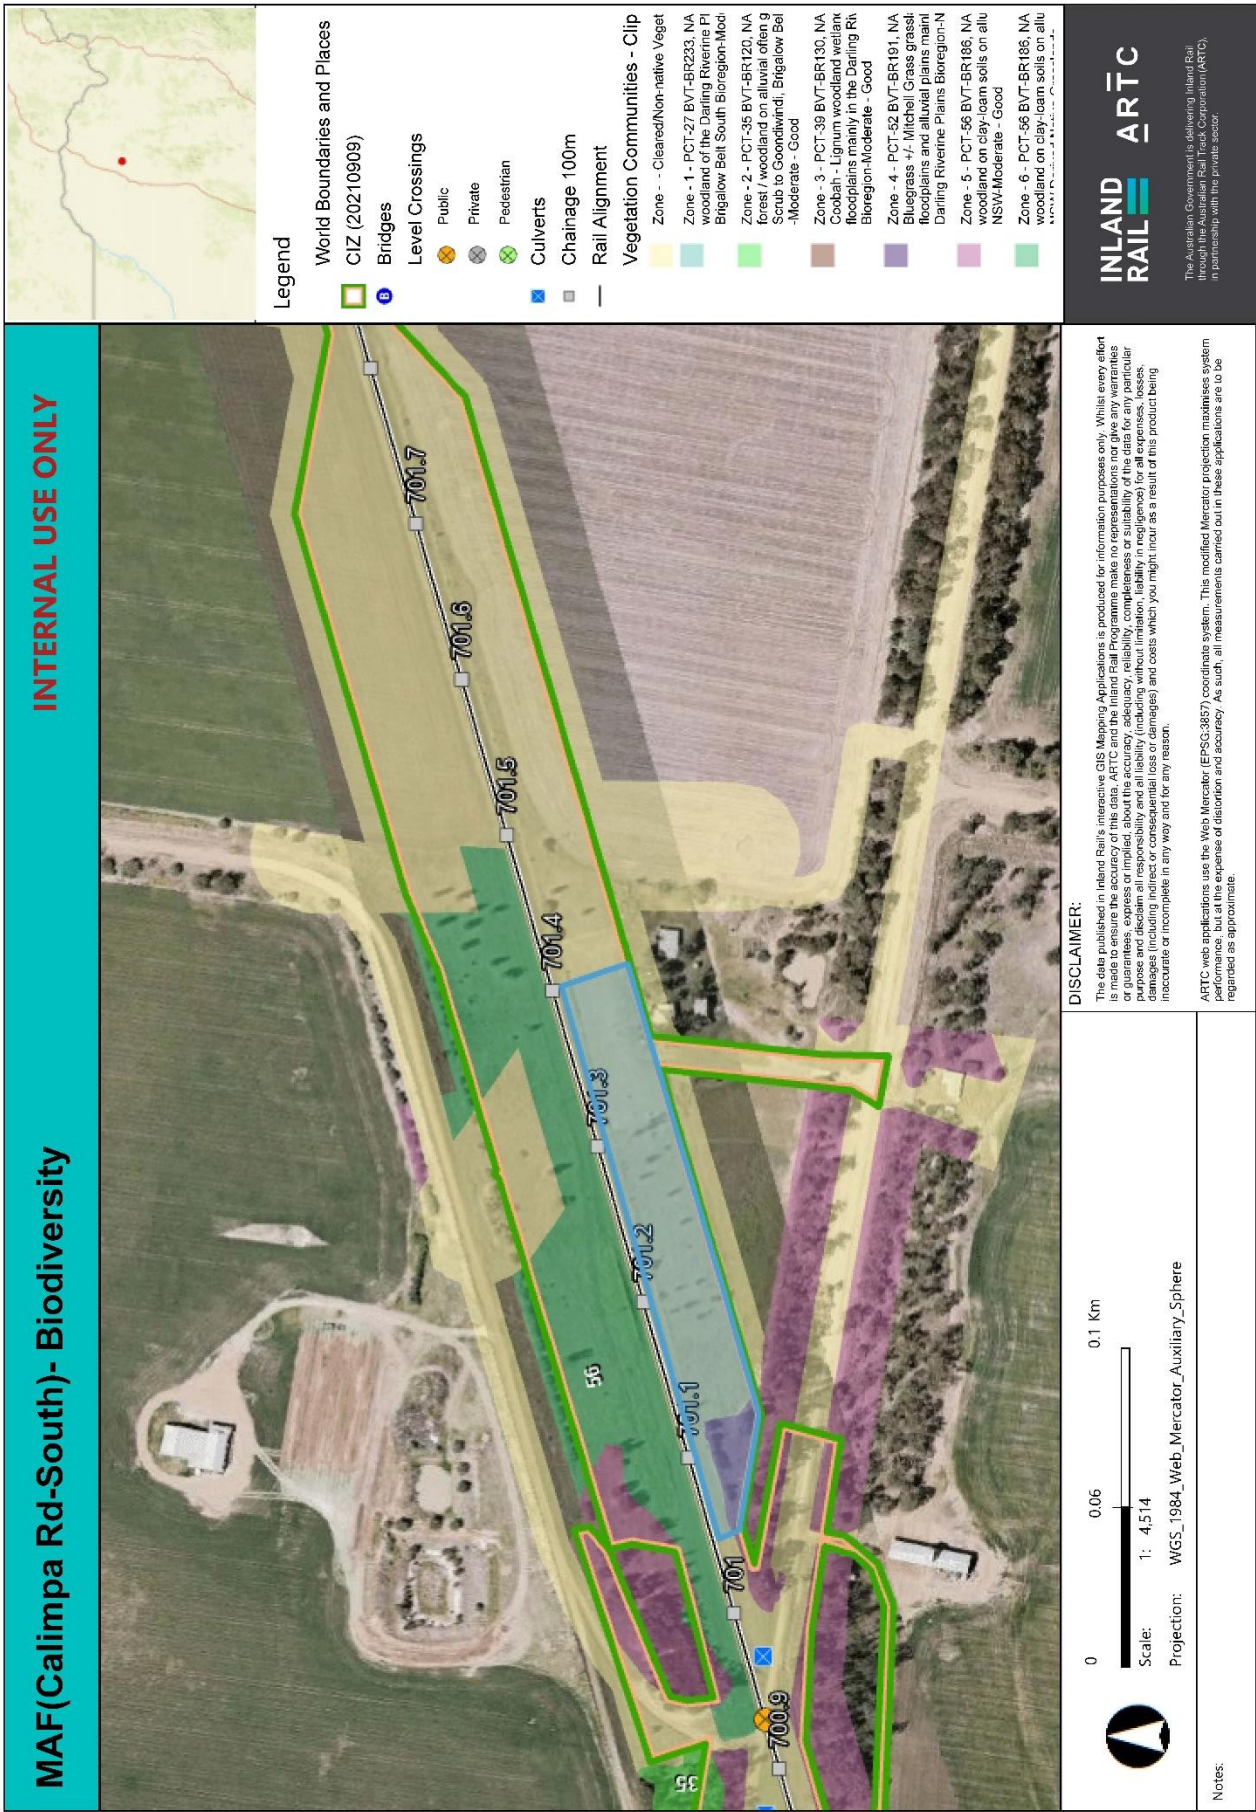 MAF(Calimpa Rd-South)- Biodiversity
INTERNAL USE ONLY
Legend
World Boundaries and Places
CIZ (20210909)
B
Bridges
Level Crossings
Public
Private
Pedestrian
Culverts
Chainage 100m
Rail Alignment
Vegetation Communities - Clip
Zone - - Cleared/Non-native Veget
Zone - 1 - PCT-27 BVT-BR233, NA
woodland of the Darling Riverine Pl
Brigalow Belt South Bioregion-Mod
Zone - 2 - PCT-35 BVT-BR120, NA
forest / woodland on alluvial often g
Scrub to Goondiwindi, Brigalow Bel
-Moderate - Good
Zone - 3 - PCT-39 BVT-BR130, NA
Coobah - Lignum woodland wetland
floodplains mainly in the Darling Riv
Bioregion-Moderate - Good
Zone - 4 - PCT-52 BVT-BR191, NA
Bluegrass +/- Mitchell Grass grassla
floodplains and alluvial plains mainl
Darling Riverine Plains Bioregion-N
Zone - 5 - PCT-56 BVT-BR186, NA
woodland on clay-loam soils on allu
NSW-Moderate - Good
Zone - 6 - PCT-56 BVT-BR186, NA
woodland on clay-loam soils on allu
35
700.9
701
701.1
56
701.2
701.3
701.4
701.5
701.6
701.7
0
0.06
0.1 Km
Scale: 1: 4,514
Projection: WGS_1984_Web_Mercator_Auxiliary_Sphere
Notes:
DISCLAIMER:
The data published in Inland Rail's interactive GIS Mapping Applications is produced for information purposes only. Whilst every effort
is made to ensure the accuracy of this data, ARTC and the Inland Rail Programme make no representations nor give any warranties
or guarantees, express or implied, about the accuracy, adequacy, reliability, completeness or suitability of the data for any particular
purpose and disclaim all responsibility and all liability (including without limitation, liability in negligence) for all expenses, losses,
damages (including indirect or consequential loss or damages) and costs which you might incur as a result of this product being
inaccurate or incomplete in any way and for any reason.
ARTC web applications use the Web Mercator (EPSG:3857) coordinate system. This modified Mercator projection maximises system
performance, but at the expense of distortion and accuracy. As such, all measurements carried out in these applications are to be
regarded as approximate.
INLAND
RAIL
ARTC
The Australian Government is delivering Inland Rail
through the Australian Rail Track Corporation (ARTC),
in partnership with the private sector.